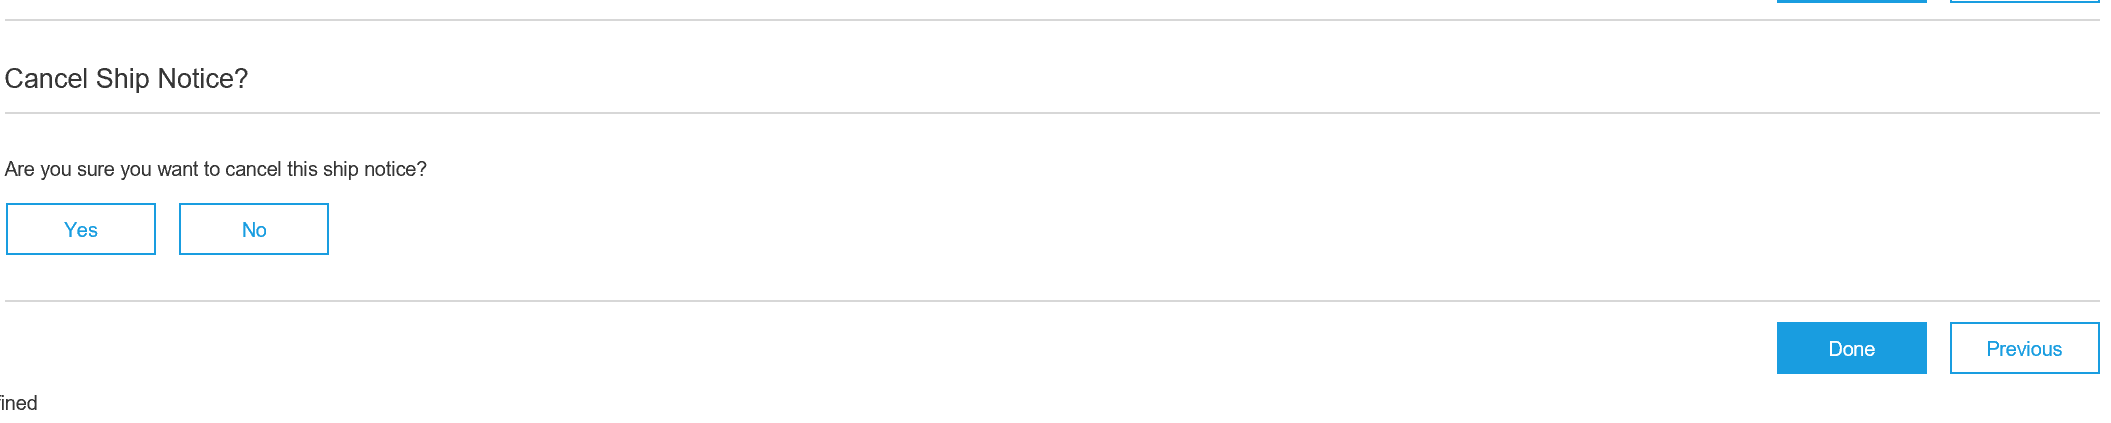 Cancel Ship Notice?
Are you sure you want to cancel this ship notice?
Yes No
Done Previous
ined